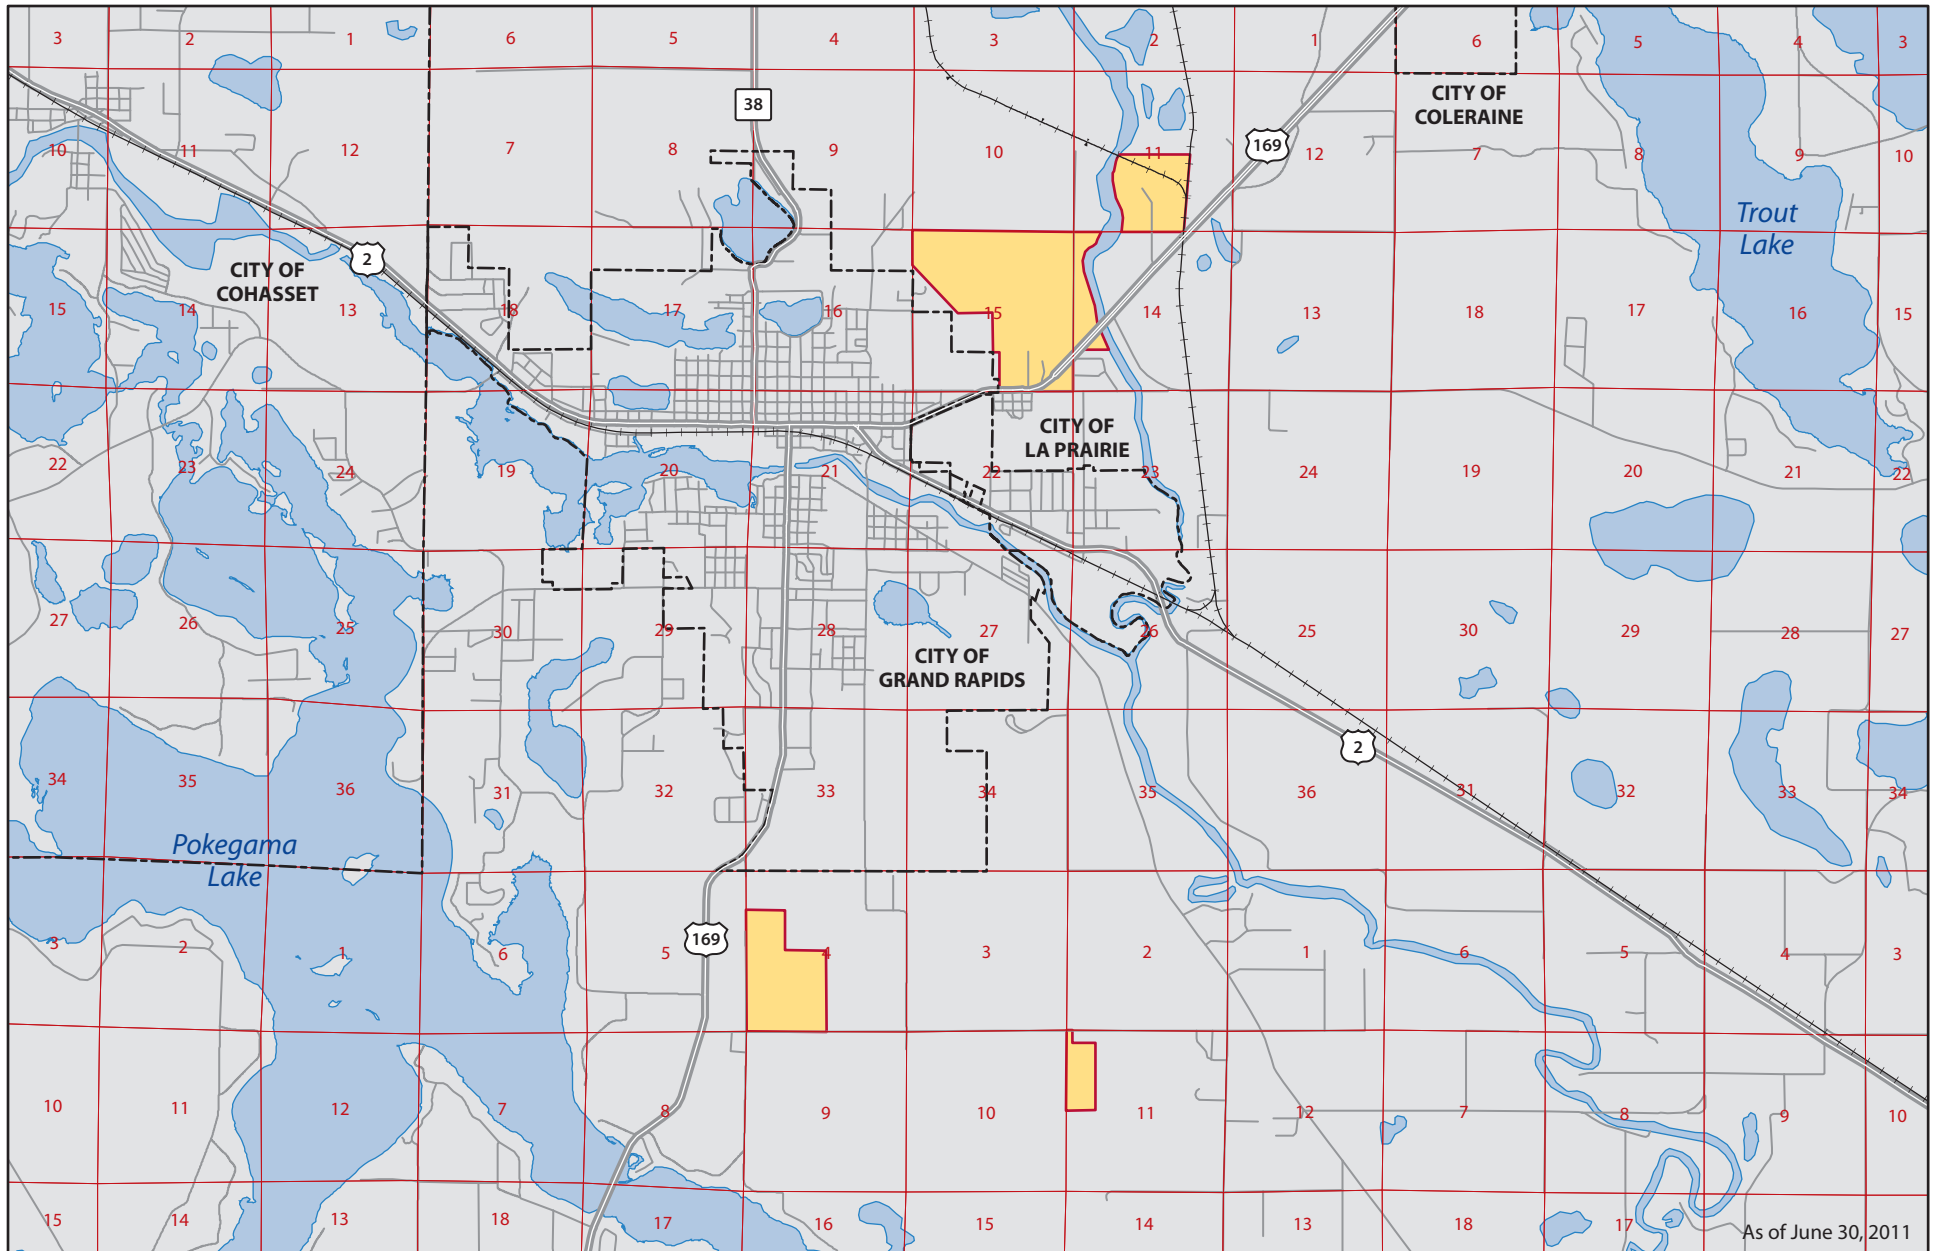 3 2 1 6 5 4 3 2 1 6 5 4 3
38
CITY OF
COLERAINE
169
10 11 12 7 8 9 10 11 12 7 8 9 10
Trout
Lake
2
CITY OF
COHASSET
15 14 13 18 17 16 15 14 13 18 17 16 15
CITY OF
LA PRAIRIE
22 23 24 19 20 21 22 23 24 19 20 21 22
27 26 25 30 29 28 27 26 25 30 29 28 27
CITY OF
GRAND RAPIDS
2
34 35 36 31 32 33 34 35 36 31 32 33 34
Pokegama
Lake
169
3 2 1 6 5 4 3 2 1 6 5 4 3
10 11 12 7 8 9 10 11 12 7 8 9 10
15 14 13 18 17 16 15 14 13 18 17
As of June 30, 2011